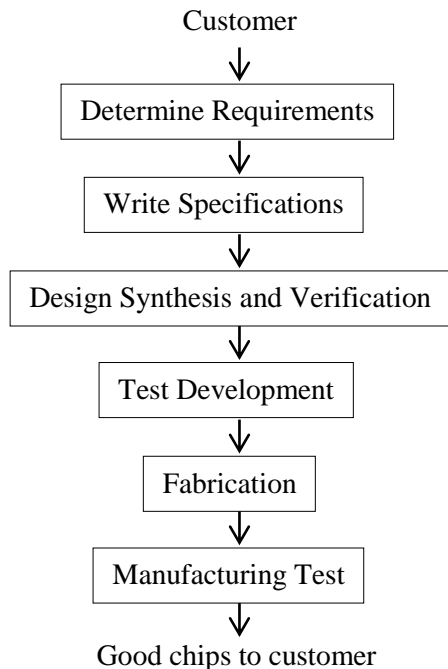 Customer
Determine Requirements
Write Specifications
Design Synthesis and Verification
Test Development
Fabrication
Manufacturing Test
Good chips to customer